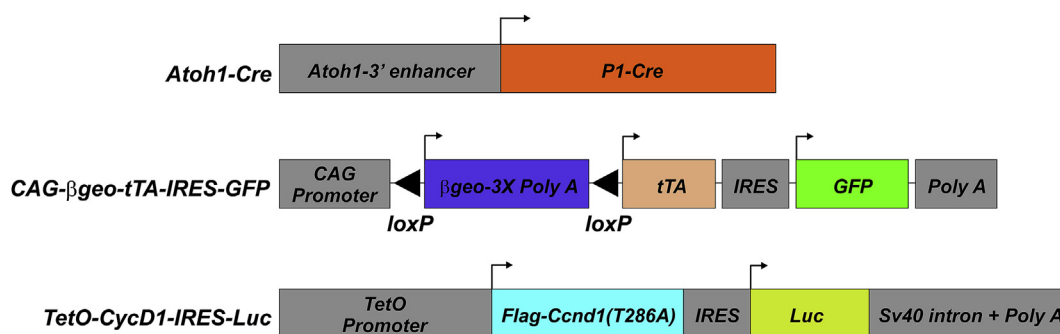 Atoh1-Cre
Atoh1-3' enhancer
P1-Cre
CAG-βgeo-tTA-IRES-GFP
CAG
Promoter
βgeo-3X Poly A
tTA
IRES
GFP
Poly A
loxP
loxP
TetO-CycD1-IRES-Luc
TetO
Promoter
Flag-Ccnd1(T286A)
IRES
Luc
Sv40 intron + Poly A